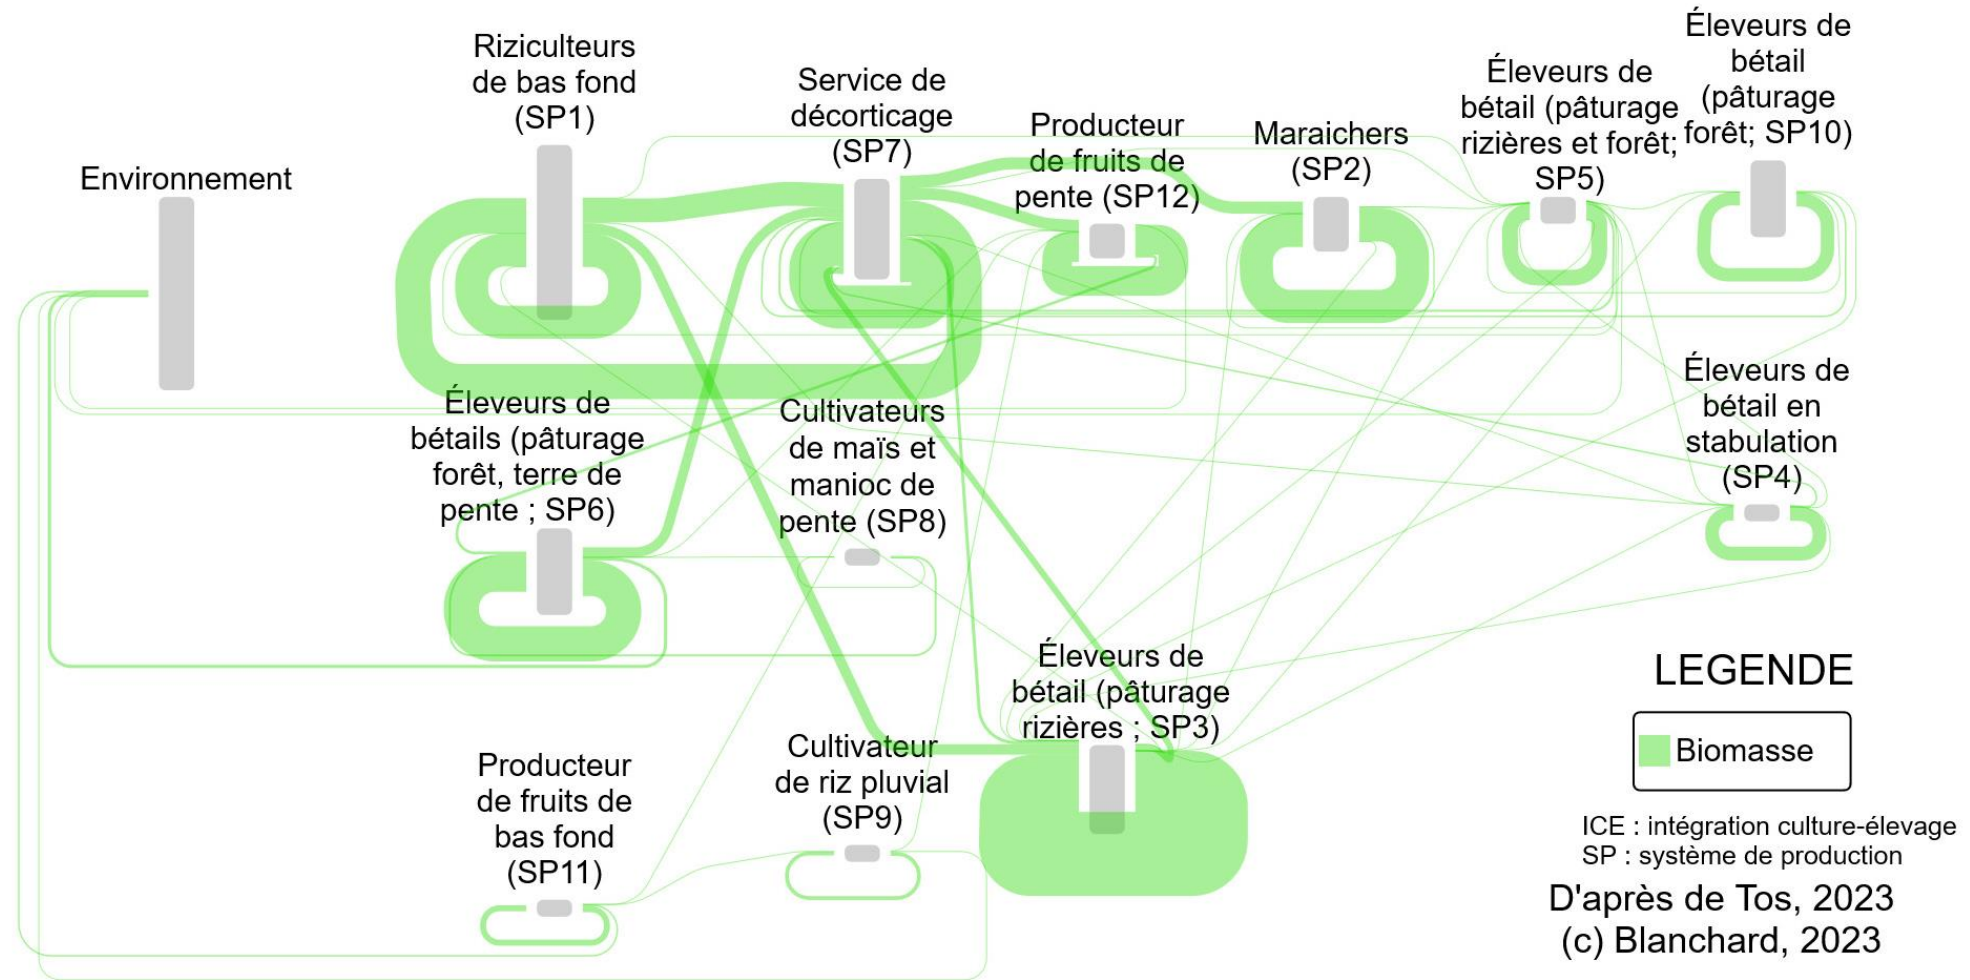 Riziculteurs
de bas fond
(SP1)
Service de
décorticage
(SP7)
Producteur
de fruits de
pente (SP12)
Maraichers
(SP2)
Éleveurs de
bétail (pâturage
rizières et forêt;
SP5)
Éleveurs de
bétail
(pâturage
forêt; SP10)
Environnement
Éleveurs de
bétails (pâturage
forêt, terre de
pente ; SP6)
Cultivateurs
de maïs et
manioc de
pente (SP8)
Éleveurs de
bétail en
stabulation
(SP4)
Éleveurs de
bétail (pâturage
rizières ; SP3)
Producteur
de fruits de
bas fond
(SP11)
Cultivateur
de riz pluvial
(SP9)
LEGENDE
Biomasse
ICE : intégration culture-élevage
SP : système de production
D'après de Tos, 2023
(c) Blanchard, 2023